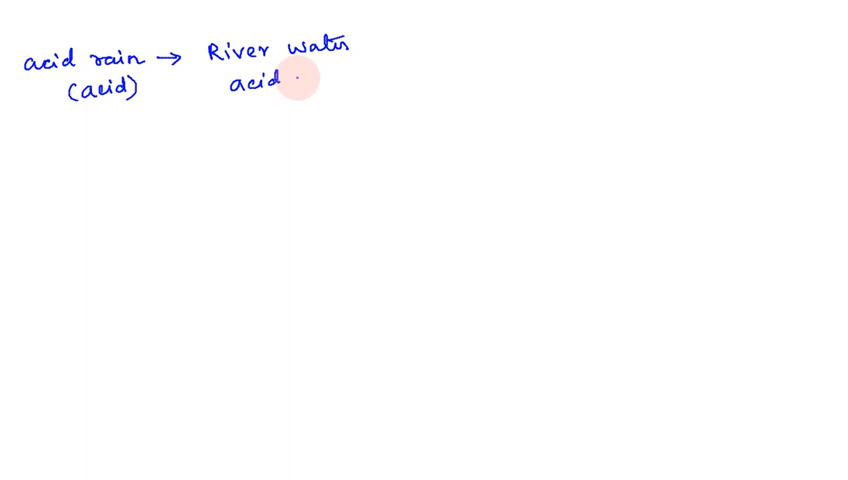 acid rain → River water
(acid) acid